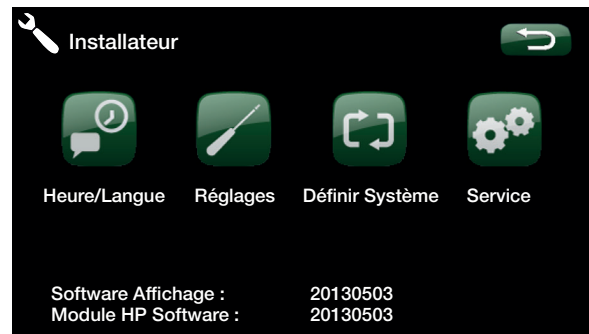 Installateur
Heure/Langue Réglages Définir Système Service
Software Affichage : 20130503
Module HP Software : 20130503